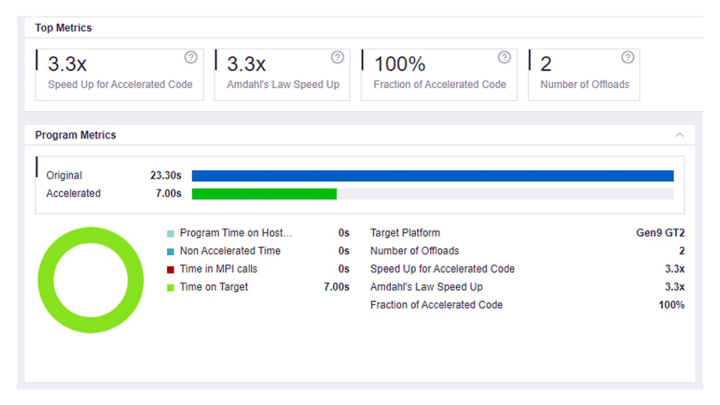 Top Metrics
3.3x
Speed Up for Accelerated Code
3.3x
Amdahl's Law Speed Up
100%
Fraction of Accelerated Code
2
Number of Offloads
Program Metrics
Original 23.30s
Accelerated 7.00s
Program Time on Host... 0s
Non Accelerated Time 0s
Time in MPI calls 0s
Time on Target 7.00s
Target Platform Gen9 GT2
Number of Offloads 2
Speed Up for Accelerated Code 3.3x
Amdahl's Law Speed Up 3.3x
Fraction of Accelerated Code 100%